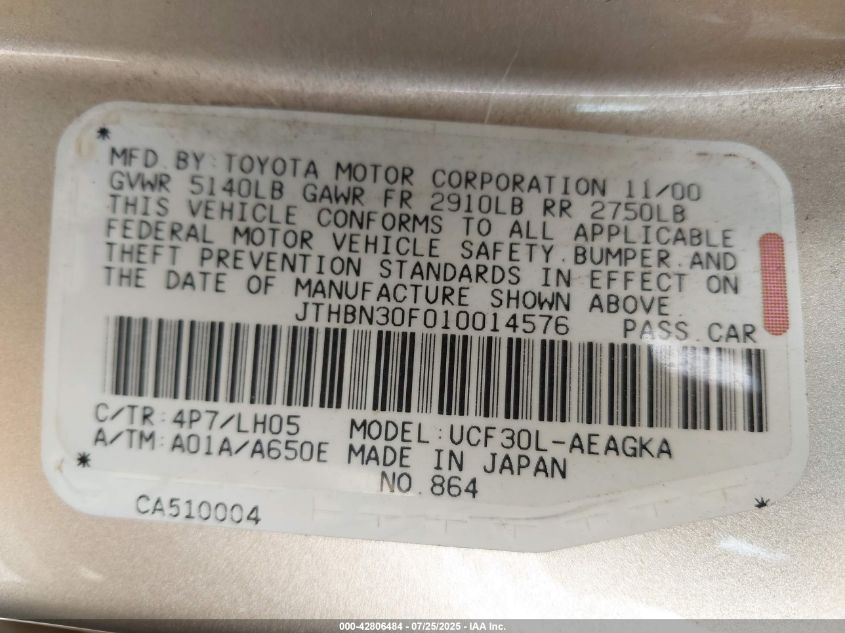 MFD.BY:TOYOTA MOTOR CORPORATION 11/00
GVWR 5140LB GAWR FR 2910LB RR 2750LB
THIS VEHICLE CONFORMS TO ALL APPLICABLE
FEDERAL MOTOR VEHICLE SAFETY.BUMPER.AND
THEFT PREVENTION STANDARDS IN EFFECT ON
THE DATE OF MANUFACTURE SHOWN ABOVE.
JTHBN30F010014576 PASS.CAR
C/TR:4P7/LH05 MODEL:UCF30L-AEAGKA
A/TM:A01A/A650E MADE IN JAPAN
NO.864
CA510004
000-42806484 | 07/25/2025 - IAA Inc.